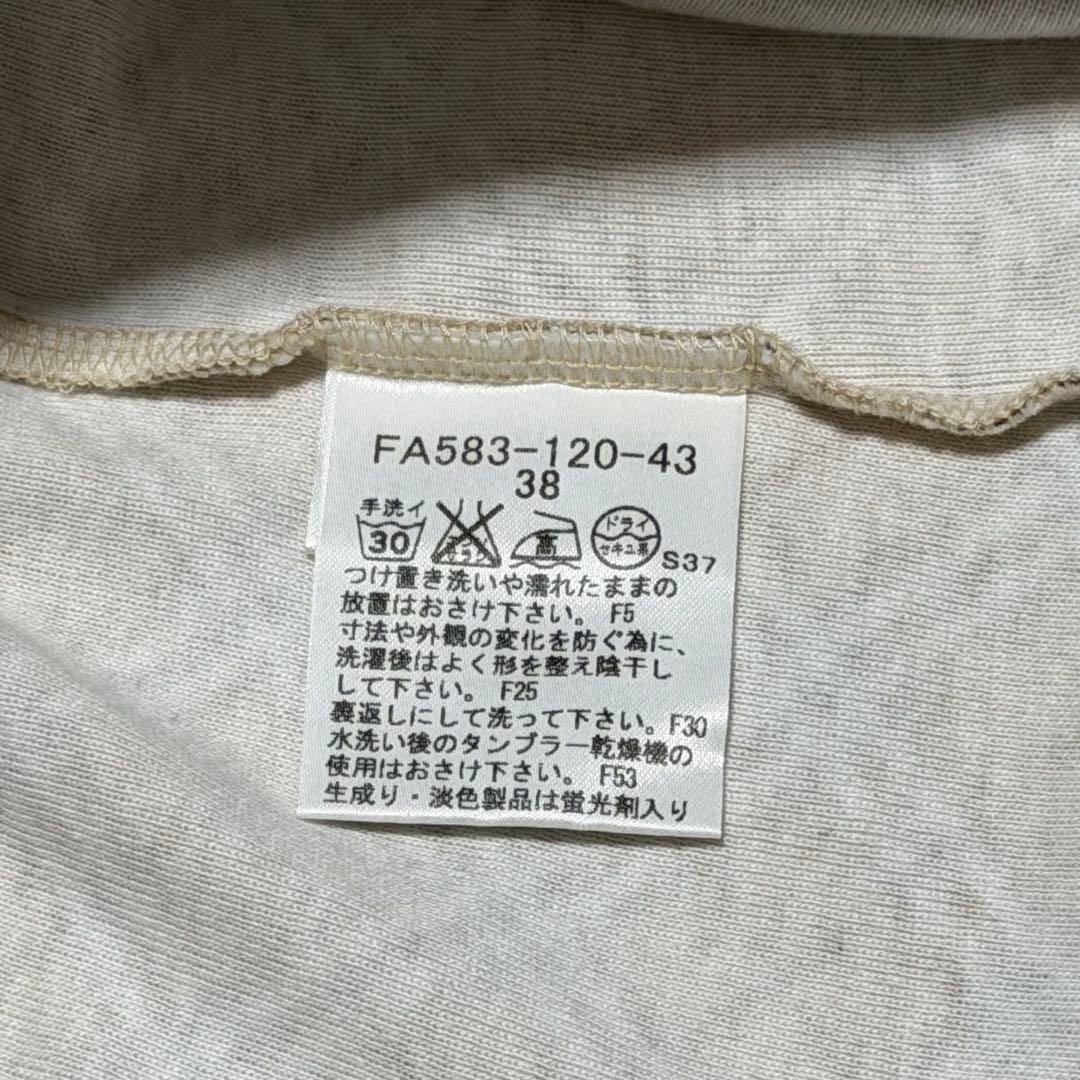 FA583-120-43
38
手洗イ
30 エンソサラシ 高 ドライ セキユ系 S37
つけ置き洗いや濡れたままの
放置はおさけ下さい。 F5
寸法や外観の変化を防ぐ為に、
洗濯後はよく形を整え陰干し
して下さい。 F25
裏返しにして洗って下さい。F30
水洗い後のタンブラー乾燥機の
使用はおさけ下さい。 F53
生成り・淡色製品は蛍光剤入り